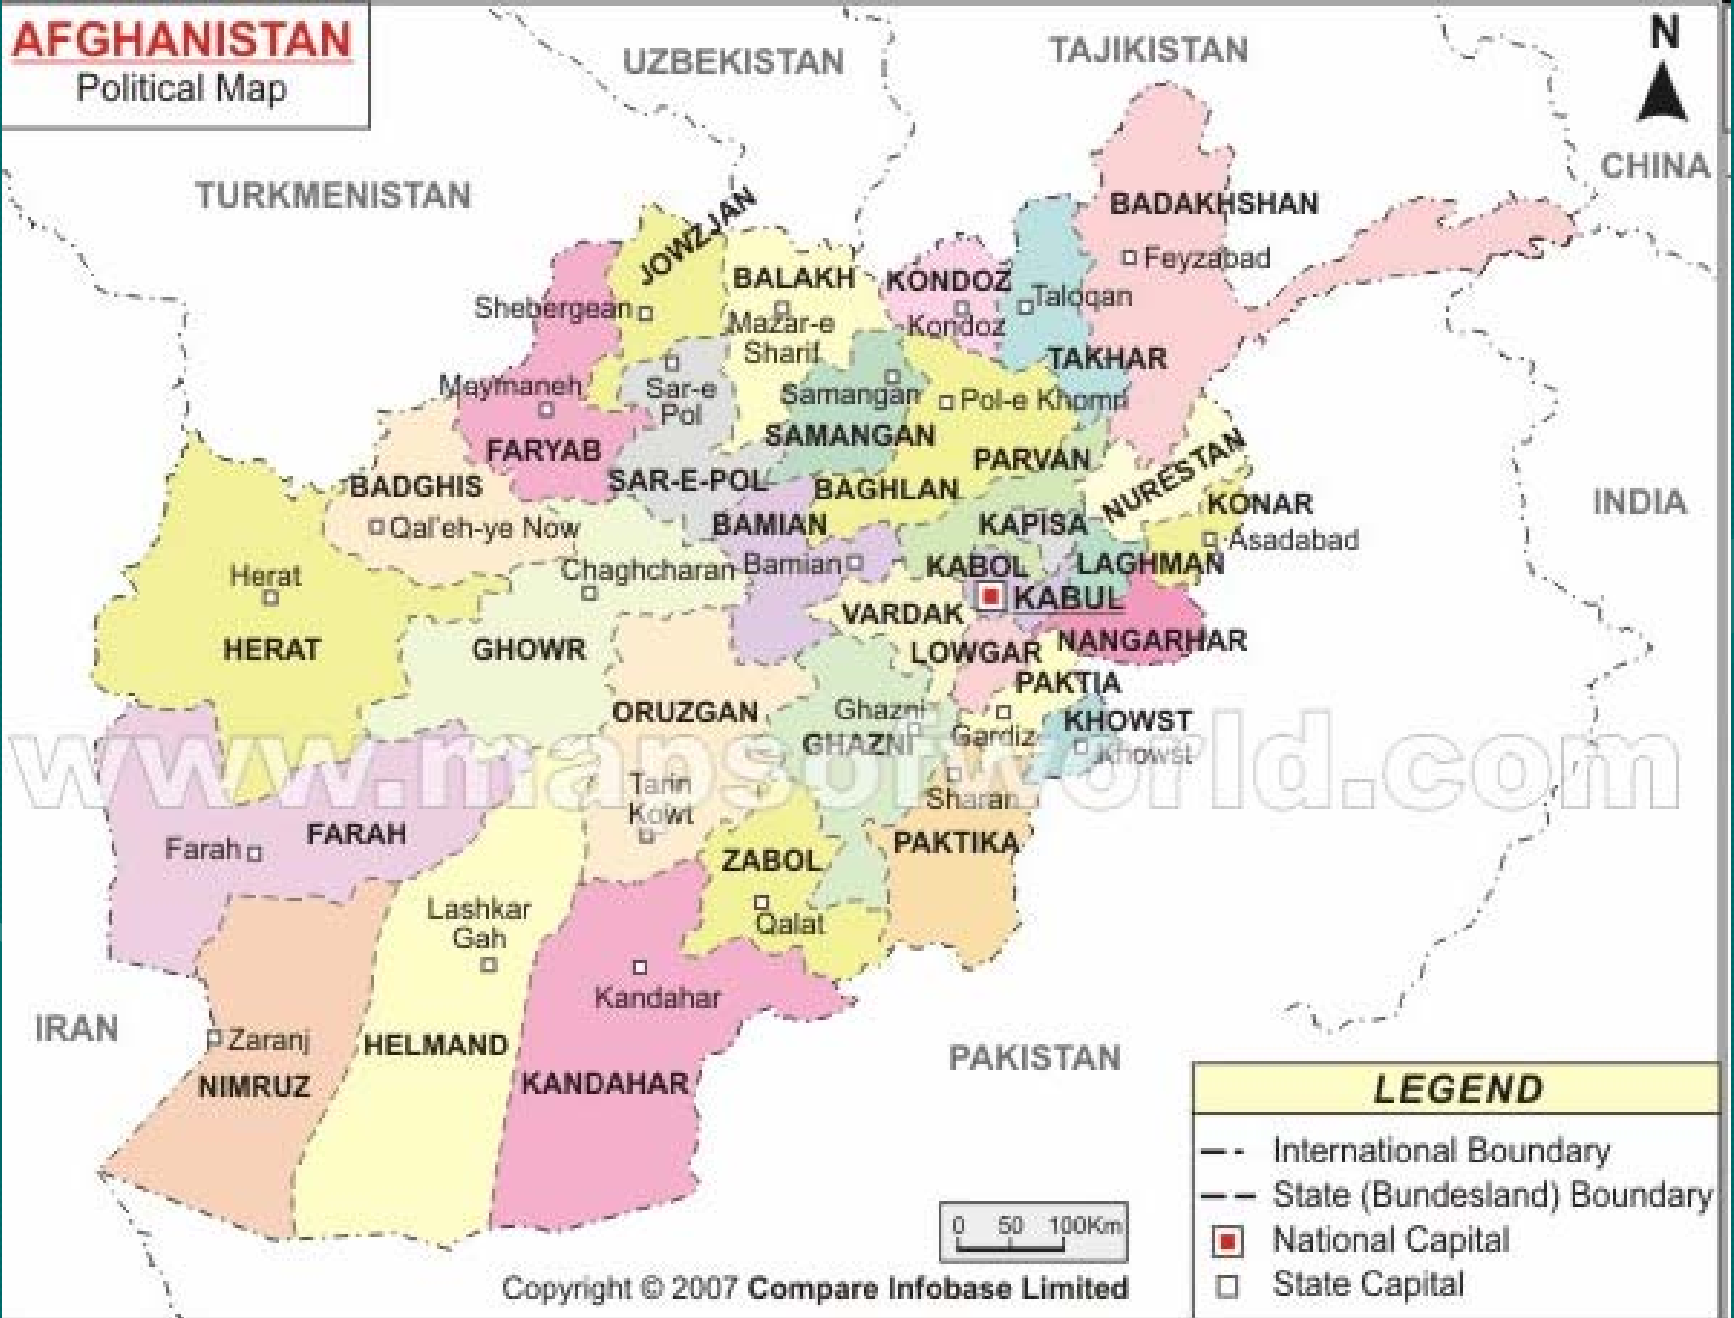 AFGHANISTAN
Political Map
UZBEKISTAN
TAJIKISTAN
N
CHINA
TURKMENISTAN
JOWZJAN
BADAKHSHAN
Feyzabad
BALAKH
KONDOZ
Taloqan
Shebergean
Mazar-e
Sharif
Kondoz
TAKHAR
Meymaneh
Sar-e
Pol
Samangan
Pol-e Khomri
FARYAB
SAMANGAN
PARVAN
NURESTAN
BADGHIS
SAR-E-POL
BAGHLAN
KONAR
INDIA
Qal'eh-ye Now
BAMIAN
KAPISA
Asadabad
Herat
Chaghcharan
Bamian
KABOL
LAGHMAN
KABUL
VARDAK
HERAT
GHOWR
LOWGAR
NANGARHAR
PAKTIA
ORUZGAN
Ghazni
KHOWST
GHAZNI
Gardiz
Khowst
www.mapsofworld.com
Tarin
Kowt
Sharan
FARAH
Farah
ZABOL
PAKTIKA
Lashkar
Gah
Qalat
Kandahar
IRAN
Zaranj
HELMAND
PAKISTAN
NIMRUZ
KANDAHAR
LEGEND
International Boundary
State (Bundesland) Boundary
National Capital
State Capital
0 50 100Km
Copyright © 2007 Compare Infobase Limited